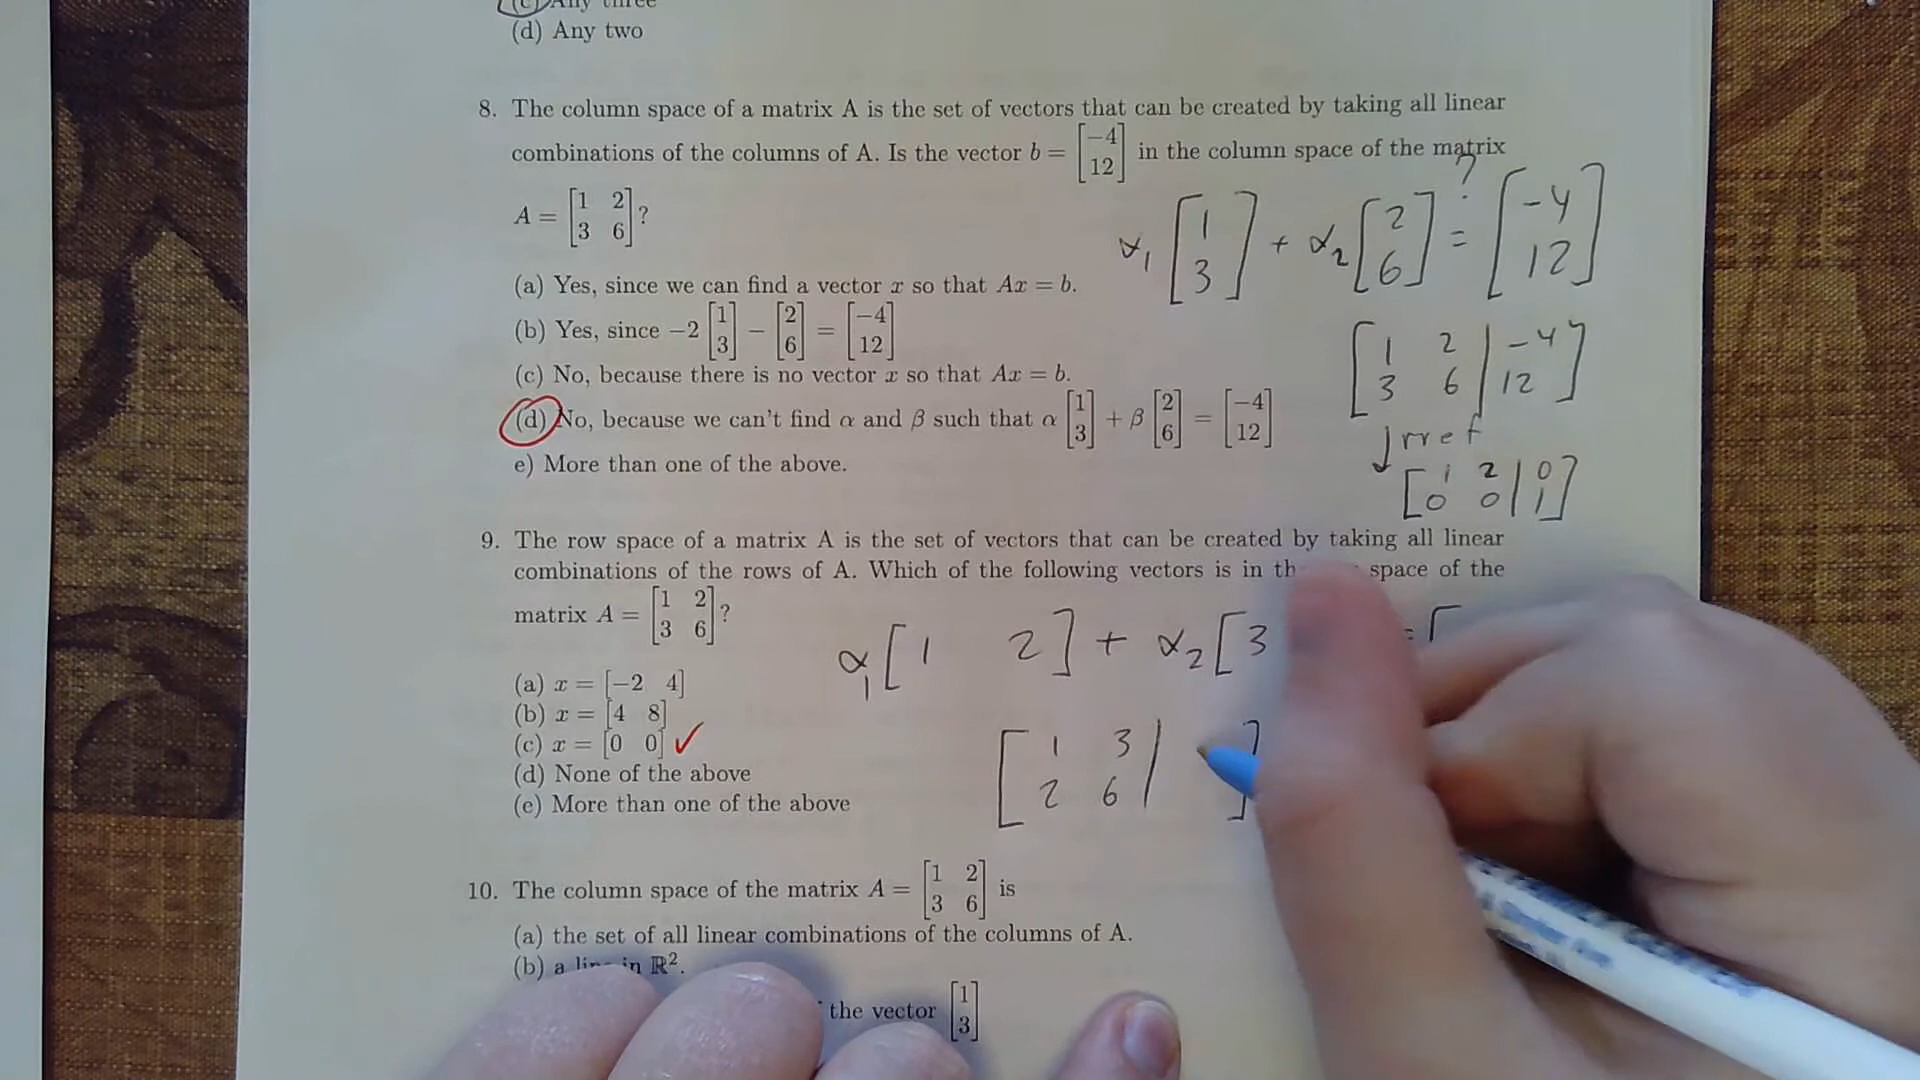 (c) Any three
(d) Any two
8. The column space of a matrix A is the set of vectors that can be created by taking all linear
combinations of the columns of A. Is the vector b = [−4 12] in the column space of the matrix
A = [1 2 3 6]?
?
α1 [1 3] + α2 [2 6] = [-4 12]
(a) Yes, since we can find a vector x so that Ax = b.
(b) Yes, since −2 [1 3] − [2 6] = [−4 12]
[1 2 | -4
3 6 | 12]
(c) No, because there is no vector x so that Ax = b.
(d) No, because we can't find α and β such that α [1 3] + β [2 6] = [−4 12]
rref
e) More than one of the above.
[1 2 | 0
0 0 | 1]
9. The row space of a matrix A is the set of vectors that can be created by taking all linear
combinations of the rows of A. Which of the following vectors is in space of the
matrix A = [1 2 3 6]?
α1 [1 2] + α2 [3 = [
(a) x = [−2 4]
(b) x = [4 8]
(c) x = [0 0] ✓
[1 3 |
2 6 | ]
(d) None of the above
(e) More than one of the above
10. The column space of the matrix A = [1 2 3 6] is
(a) the set of all linear combinations of the columns of A.
(b) a line in ℝ².
the vector [1 3]